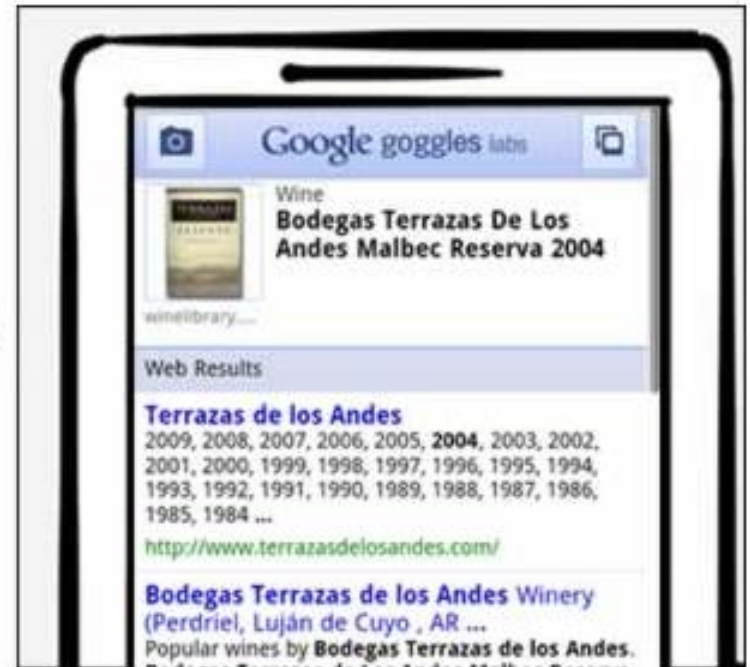 Google goggles labs
Wine
Bodegas Terrazas De Los
Andes Malbec Reserva 2004
winelibrary....
Web Results
Terrazas de los Andes
2009, 2008, 2007, 2006, 2005, 2004, 2003, 2002,
2001, 2000, 1999, 1998, 1997, 1996, 1995, 1994,
1993, 1992, 1991, 1990, 1989, 1988, 1987, 1986,
1985, 1984 ...
http://www.terrazasdelosandes.com/
Bodegas Terrazas de los Andes Winery
(Perdriel, Luján de Cuyo , AR ...
Popular wines by Bodegas Terrazas de los Andes.